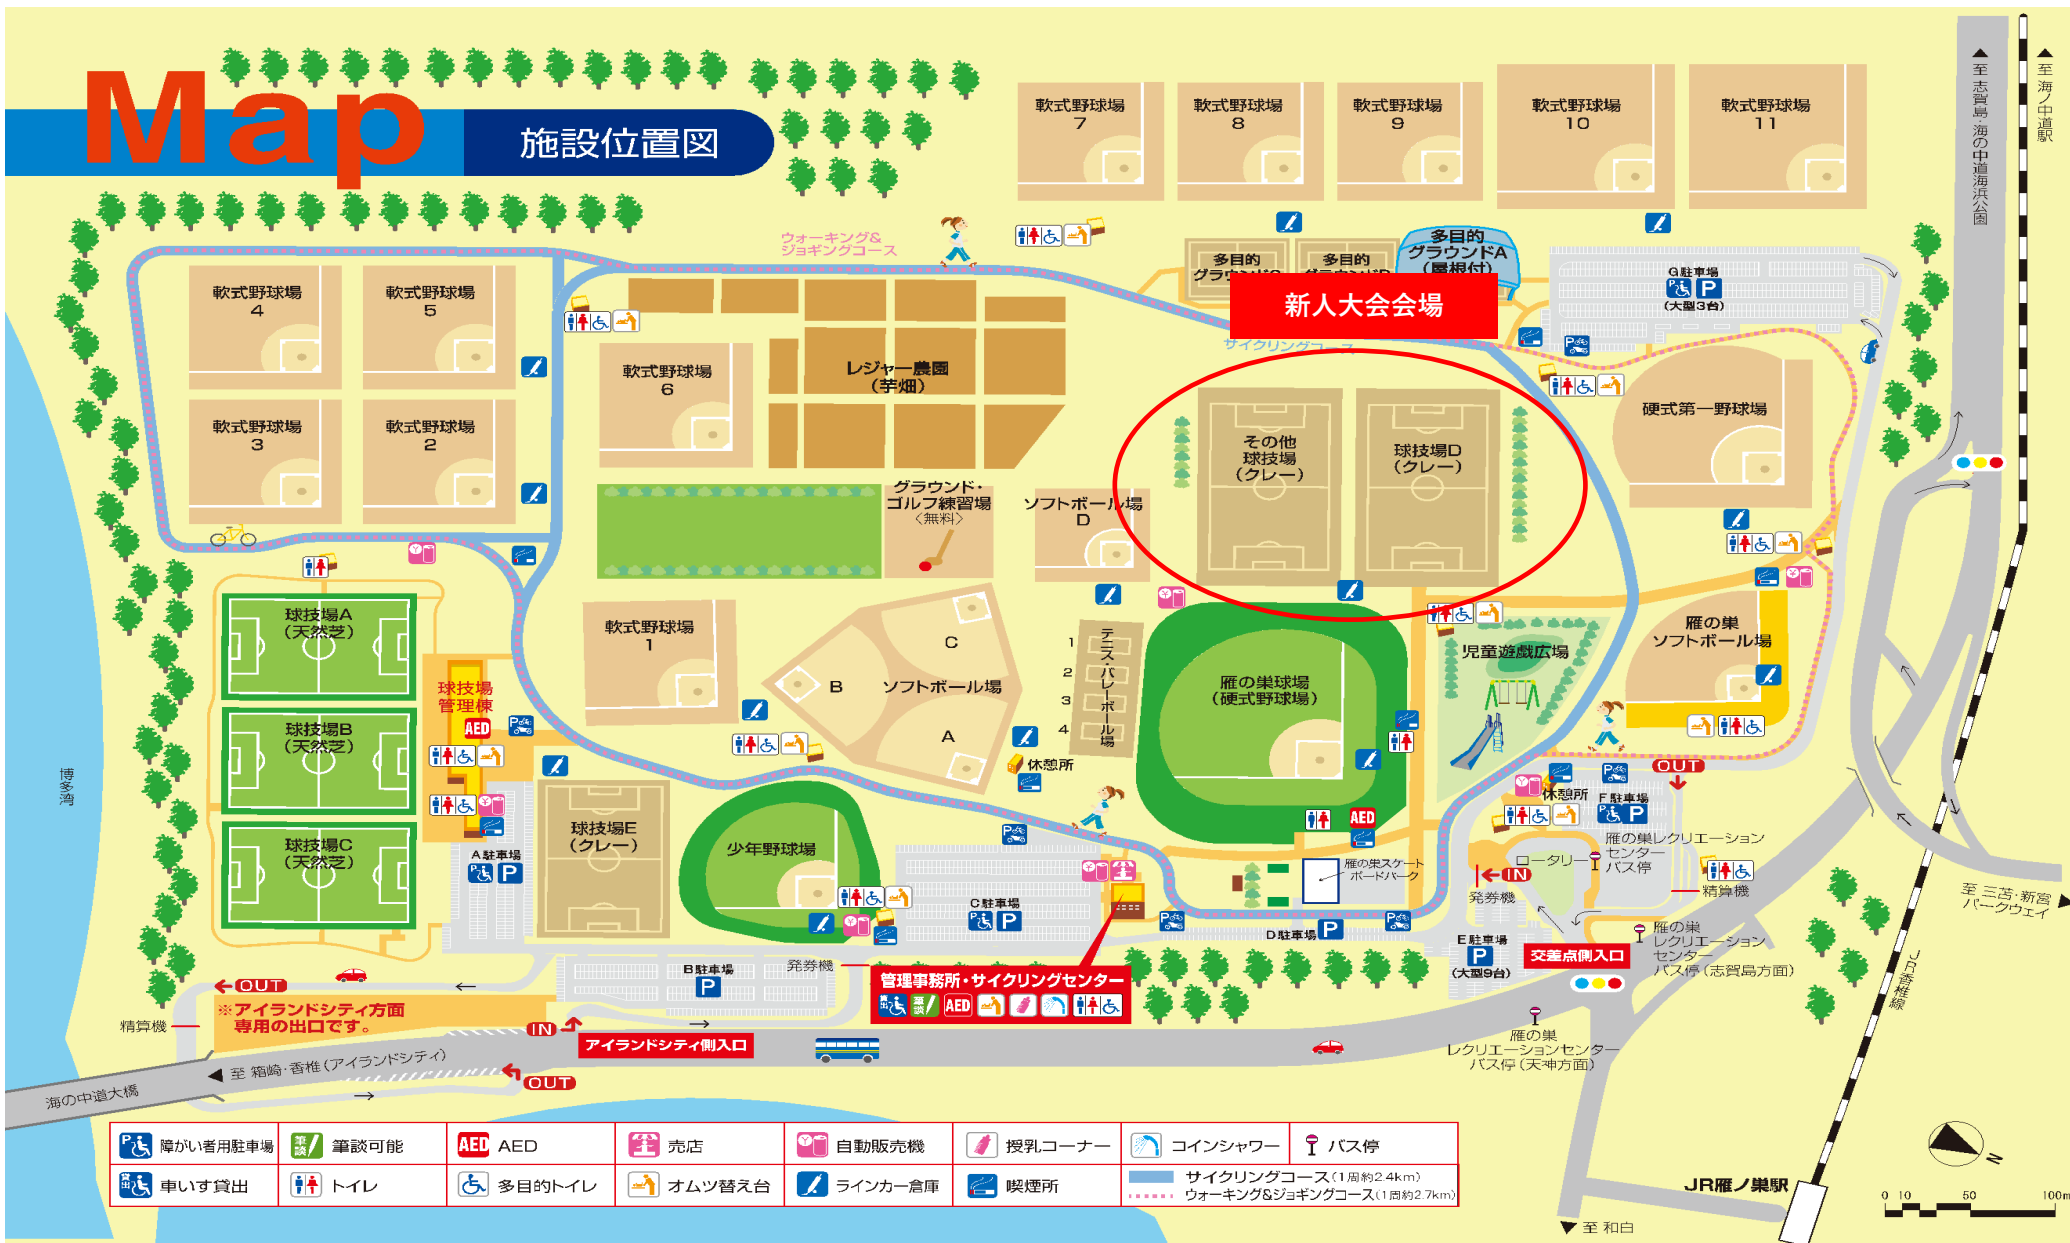 Map
施設位置図
軟式野球場
7
軟式野球場
8
軟式野球場
9
軟式野球場
10
軟式野球場
11
至 志賀島・海の中道海浜公園
至 海ノ中道駅
ウォーキング&
ジョギングコース
多目的
多目的
多目的
グラウンドA
(屋根付)
新人大会会場
サイクリングコース
G駐車場
P P
(大型3台)
軟式野球場
4
軟式野球場
5
軟式野球場
6
レジャー農園
(芋畑)
その他
球技場
(クレー)
球技場D
(クレー)
硬式第一野球場
軟式野球場
3
軟式野球場
2
グラウンド・
ゴルフ練習場
〈無料〉
ソフトボール場
D
球技場A
(天然芝)
球技場
管理棟
AED
球技場B
(天然芝)
球技場C
(天然芝)
軟式野球場
1
C
B
ソフトボール場
A
テニス・バレーボール場
1
2
3
4
休憩所
雁の巣球場
(硬式野球場)
AED
児童遊戯広場
雁の巣
ソフトボール場
博多湾
球技場E
(クレー)
A駐車場
P P
少年野球場
C駐車場
P P
雁の巣スケート
ボードパーク
D駐車場 P
OUT
休憩所
F駐車場
P P
雁の巣レクリエーション
センター
バス停
ロータリー
IN
発券機
精算機
E駐車場
P
(大型9台)
交差点側入口
雁の巣
レクリエーション
センター
バス停(志賀島方面)
至 三苫・新宮
パークウェイ
JR香椎線
B駐車場
P
発券機
管理事務所・サイクリングセンター
貸出 筆談 AED
OUT
※アイランドシティ方面
専用の出口です。
精算機
IN
アイランドシティ側入口
至 箱崎・香椎(アイランドシティ)
OUT
海の中道大橋
雁の巣
レクリエーションセンター
バス停(天神方面)
P 障がい者用駐車場
筆談 筆談可能
AED AED
売店
自動販売機
授乳コーナー
コインシャワー
バス停
貸出 車いす貸出
トイレ
多目的トイレ
オムツ替え台
ラインカー倉庫
喫煙所
サイクリングコース(1周約2.4km)
ウォーキング&ジョギングコース(1周約2.7km)
JR雁ノ巣駅
至 和白
N
0 10 50 100m